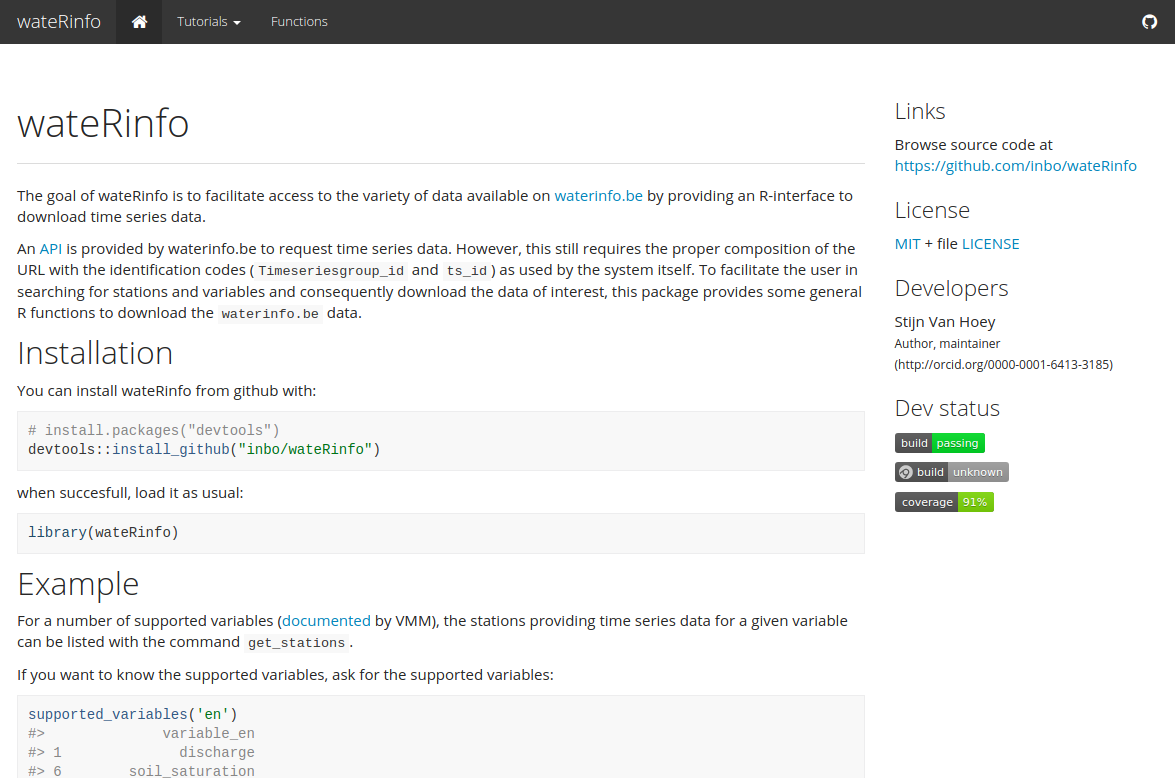 wateRinfo Tutorials Functions
wateRinfo
The goal of wateRinfo is to facilitate access to the variety of data available on waterinfo.be by providing an R-interface to
download time series data.
An API is provided by waterinfo.be to request time series data. However, this still requires the proper composition of the
URL with the identification codes ( Timeseriesgroup_id and ts_id ) as used by the system itself. To facilitate the user in
searching for stations and variables and consequently download the data of interest, this package provides some general
R functions to download the waterinfo.be data.
Installation
You can install wateRinfo from github with:
# install.packages("devtools")
devtools::install_github("inbo/wateRinfo")
when succesfull, load it as usual:
library(wateRinfo)
Example
For a number of supported variables (documented by VMM), the stations providing time series data for a given variable
can be listed with the command get_stations .
If you want to know the supported variables, ask for the supported variables:
supported_variables('en')
#>              variable_en
#> 1              discharge
#> 6        soil_saturation
Links
Browse source code at
https://github.com/inbo/wateRinfo
License
MIT + file LICENSE
Developers
Stijn Van Hoey
Author, maintainer
(http://orcid.org/0000-0001-6413-3185)
Dev status
build passing
build unknown
coverage 91%